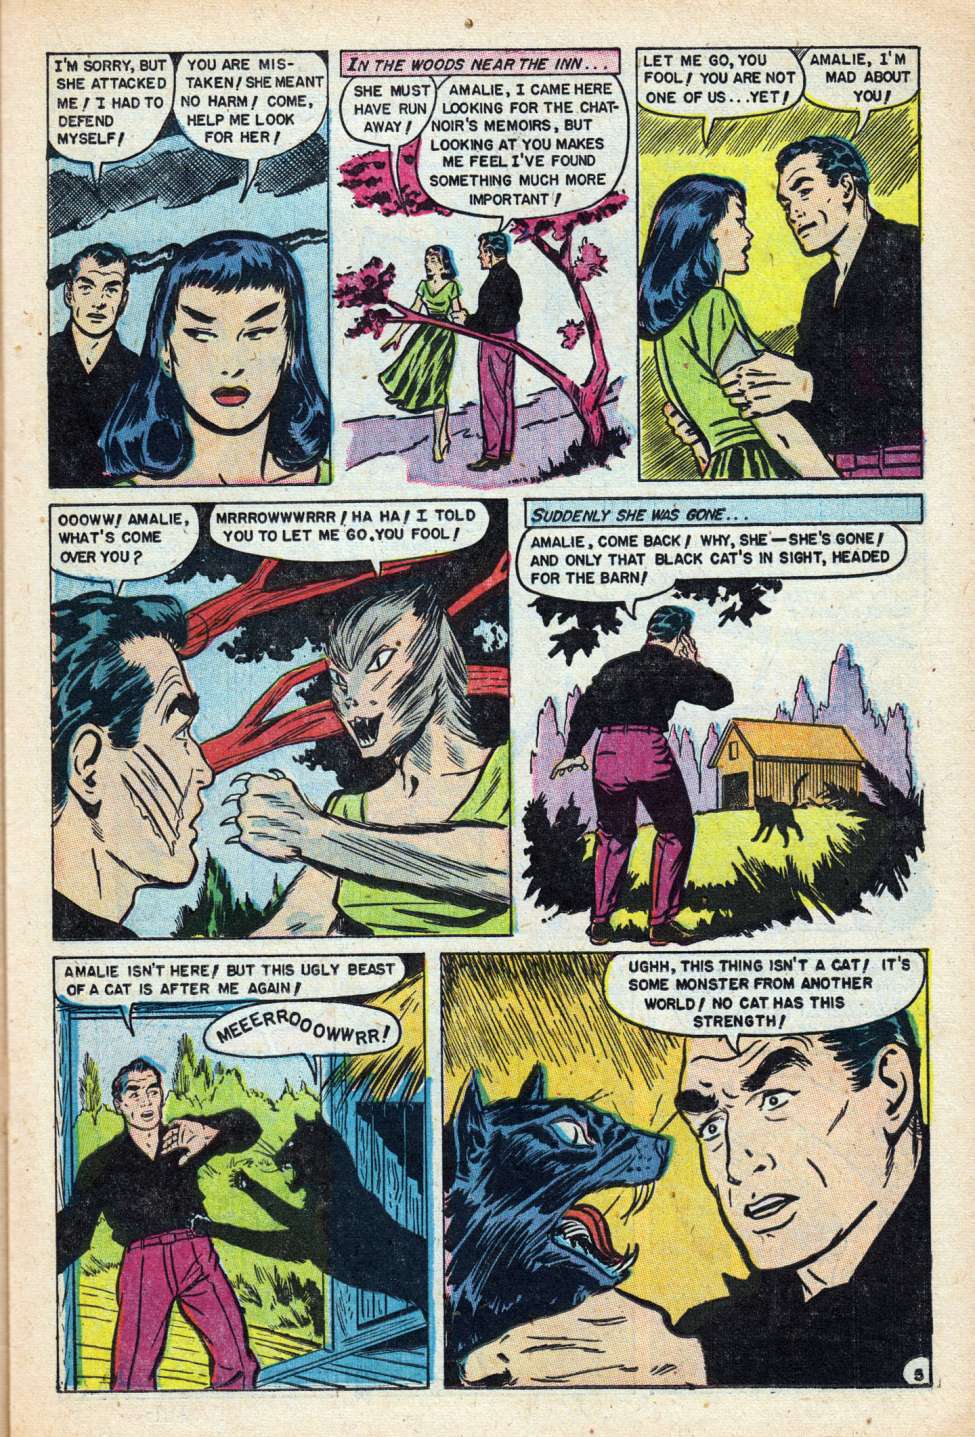 I'M SORRY, BUT
SHE ATTACKED
ME! I HAD TO
DEFEND
MYSELF!
YOU ARE MIS-
TAKEN! SHE MEANT
NO HARM! COME,
HELP ME LOOK
FOR HER!
IN THE WOODS NEAR THE INN...
SHE MUST
HAVE RUN
AWAY!
AMALIE, I CAME HERE
LOOKING FOR THE CHAT-
NOIR'S MEMOIRS, BUT
LOOKING AT YOU MAKES
ME FEEL I'VE FOUND
SOMETHING MUCH MORE
IMPORTANT!
LET ME GO, YOU
FOOL! YOU ARE NOT
ONE OF US...YET!
AMALIE, I'M
MAD ABOUT
YOU!
OOOWW! AMALIE,
WHAT'S COME
OVER YOU?
MRRROWWWRRR! HA HA! I TOLD
YOU TO LET ME GO, YOU FOOL!
SUDDENLY SHE WAS GONE...
AMALIE, COME BACK! WHY, SHE—SHE'S GONE!
AND ONLY THAT BLACK CAT'S IN SIGHT, HEADED
FOR THE BARN!
AMALIE ISN'T HERE! BUT THIS UGLY BEAST
OF A CAT IS AFTER ME AGAIN!
MEEERROOOWWRR!
UGHH, THIS THING ISN'T A CAT! IT'S
SOME MONSTER FROM ANOTHER
WORLD! NO CAT HAS THIS
STRENGTH!